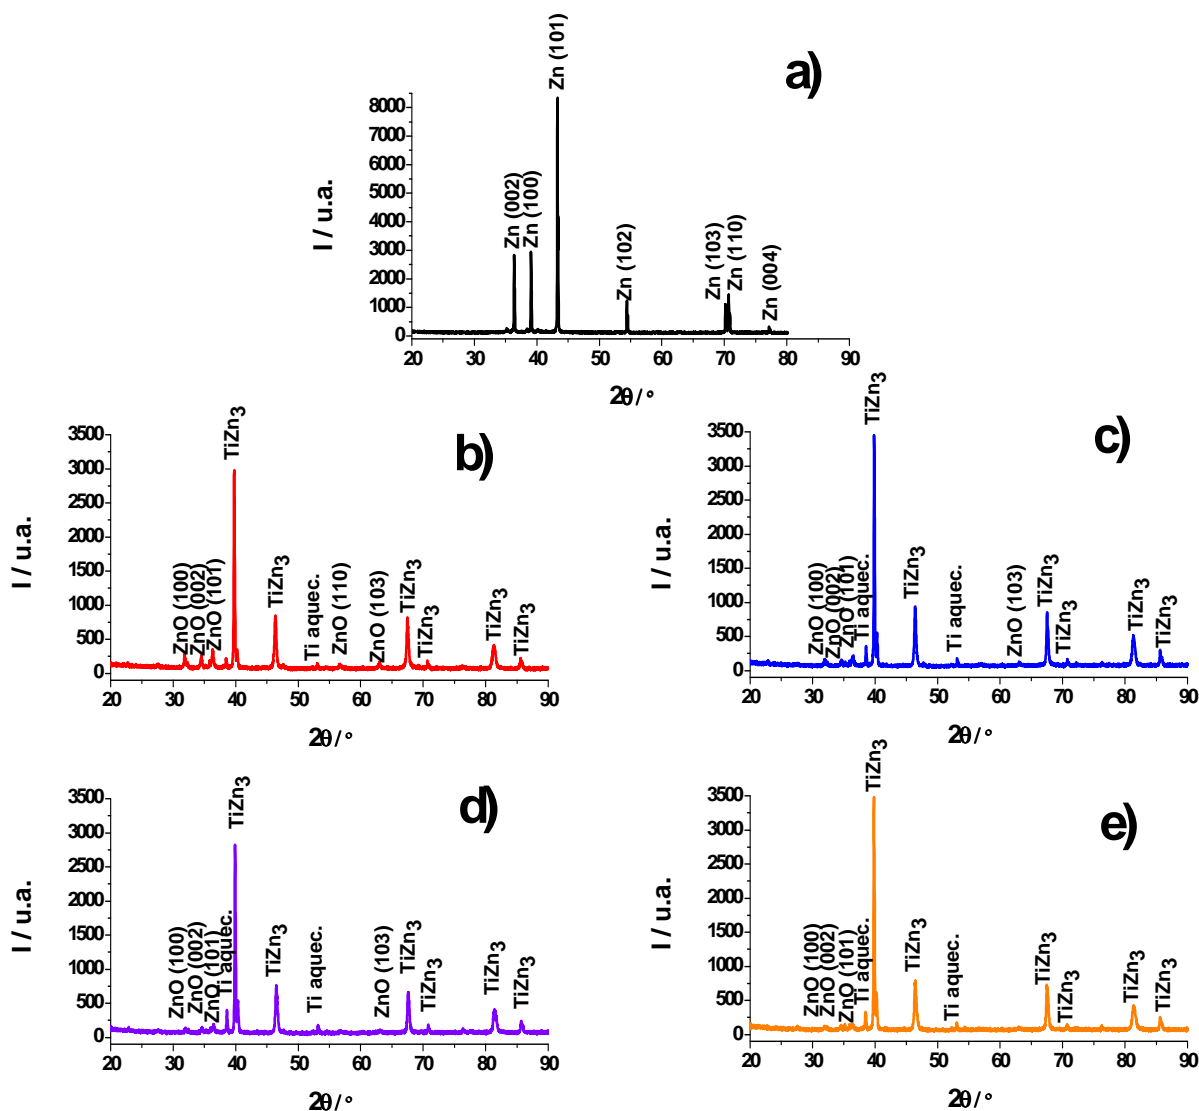 a)
Zn (002)
Zn (100)
Zn (101)
Zn (102)
Zn (103)
Zn (110)
Zn (004)
I / u.a.
8000
7000
6000
5000
4000
3000
2000
1000
0
20 30 40 50 60 70 80 90
2θ / °
b)
ZnO (100)
ZnO (002)
ZnO (101)
TiZn3
TiZn3
Ti aquec.
ZnO (110)
ZnO (103)
TiZn3
TiZn3
TiZn3
TiZn3
I / u.a.
3500
3000
2500
2000
1500
1000
500
0
20 30 40 50 60 70 80 90
2θ / °
c)
ZnO (100)
ZnO (002)
ZnO (101)
Ti aquec.
TiZn3
TiZn3
Ti aquec.
ZnO (103)
TiZn3
TiZn3
TiZn3
TiZn3
I / u.a.
3500
3000
2500
2000
1500
1000
500
0
20 30 40 50 60 70 80 90
2θ / °
d)
ZnO (100)
ZnO (002)
ZnO (101)
Ti aquec.
TiZn3
TiZn3
Ti aquec.
ZnO (103)
TiZn3
TiZn3
TiZn3
TiZn3
I / u.a.
3500
3000
2500
2000
1500
1000
500
0
20 30 40 50 60 70 80 90
2θ / °
e)
ZnO (100)
ZnO (002)
ZnO (101)
Ti aquec.
TiZn3
TiZn3
Ti aquec.
TiZn3
TiZn3
TiZn3
TiZn3
I / u.a.
3500
3000
2500
2000
1500
1000
500
0
20 30 40 50 60 70 80 90
2θ / °